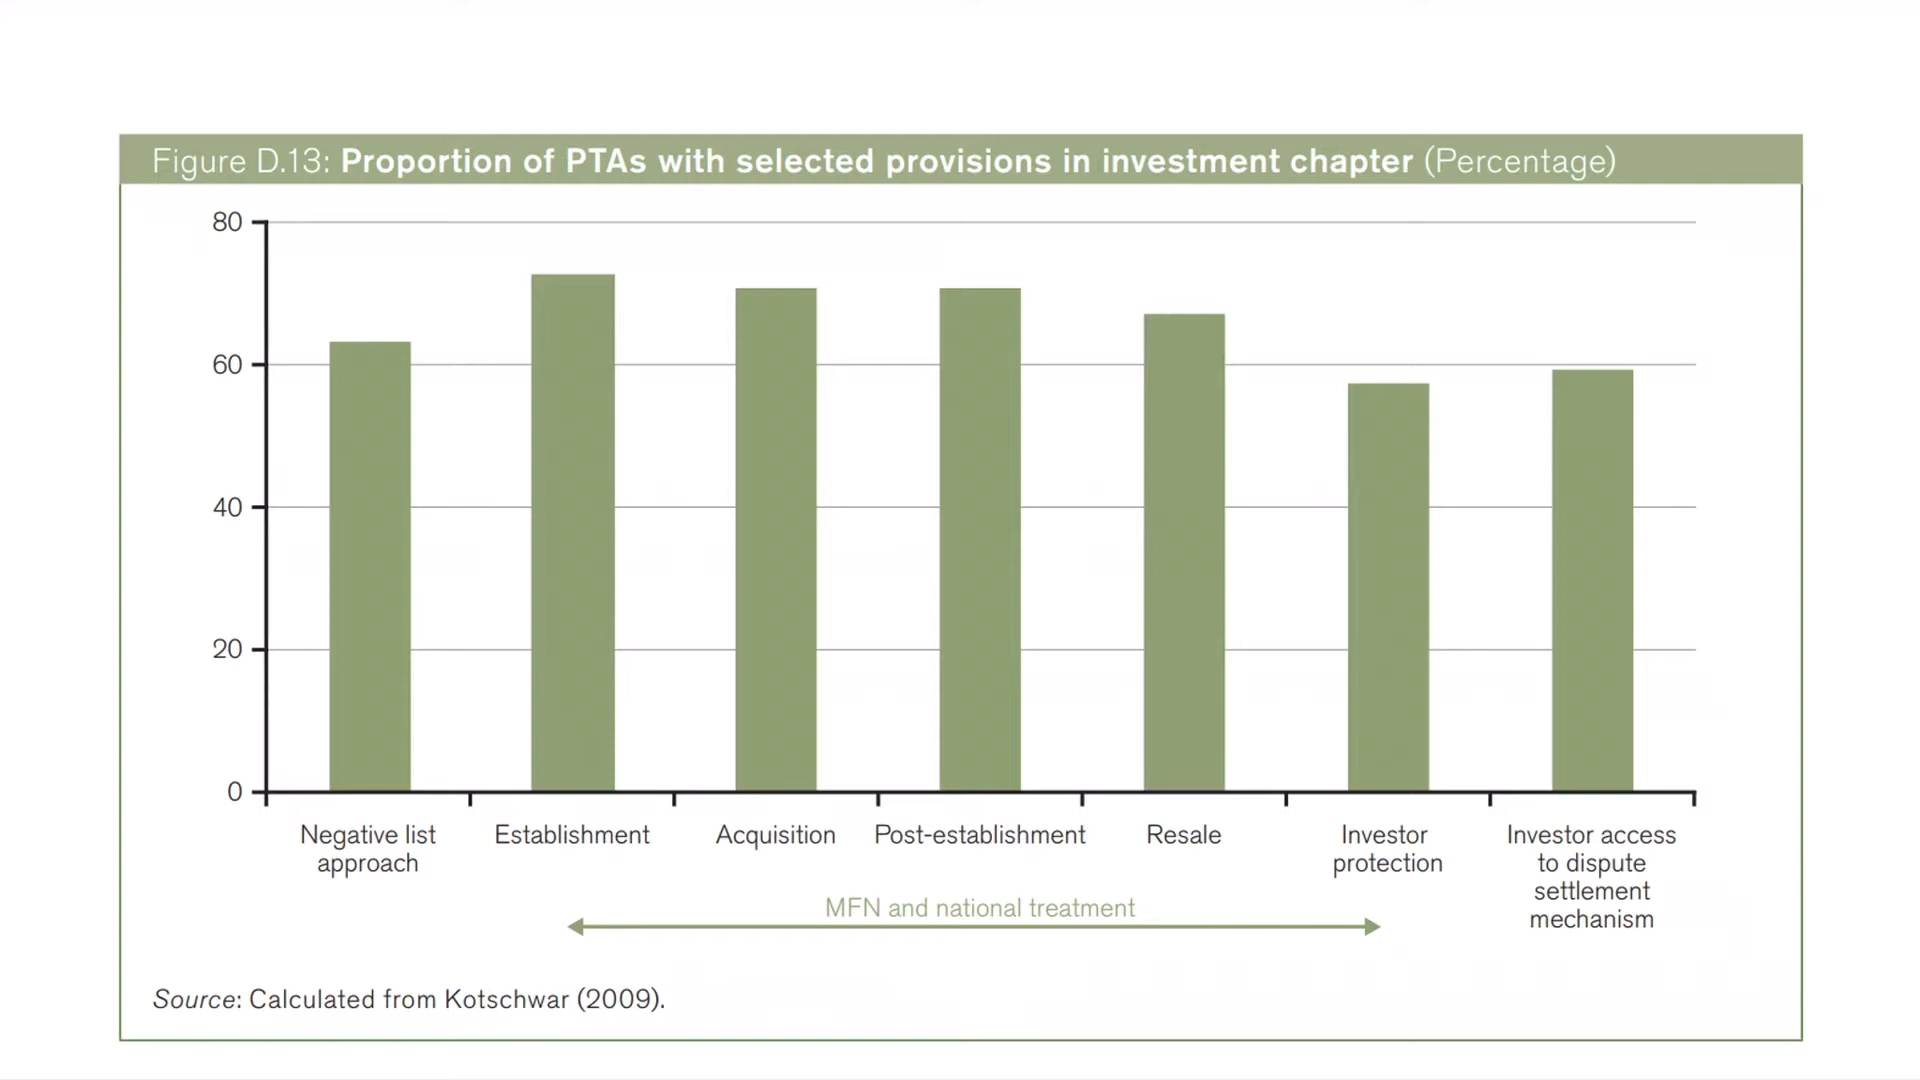 Figure D.13: Proportion of PTAs with selected provisions in investment chapter (Percentage)
80
60
40
20
0
Negative list
approach
Establishment
Acquisition
Post-establishment
Resale
Investor
protection
Investor access
to dispute
settlement
mechanism
MFN and national treatment
Source: Calculated from Kotschwar (2009).